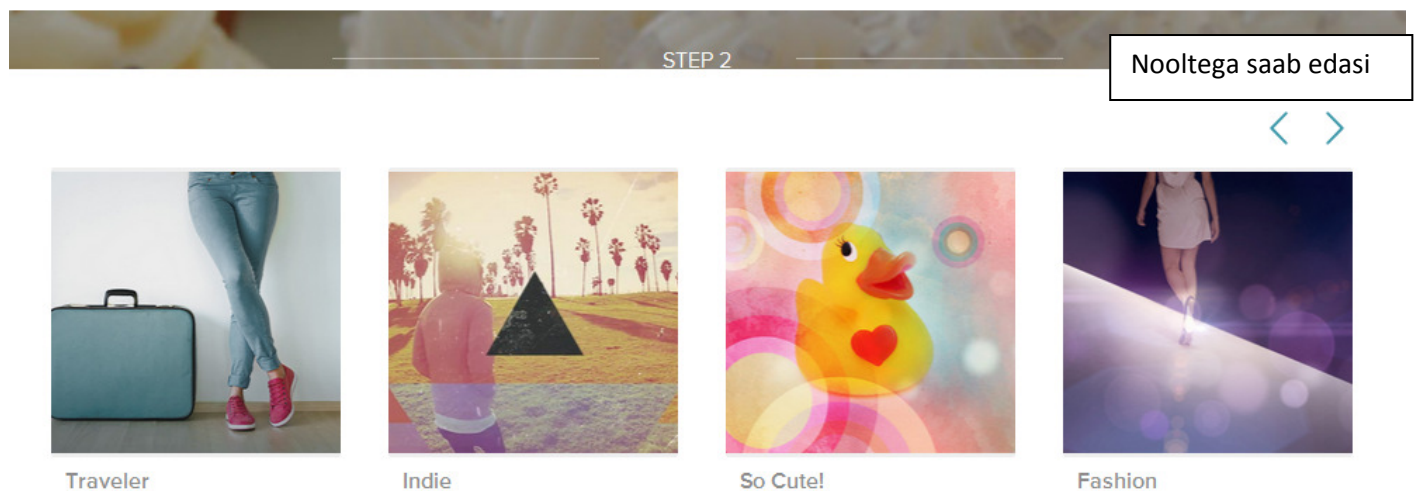 STEP 2
Nooltega saab edasi
Traveler
Indie
So Cute!
Fashion